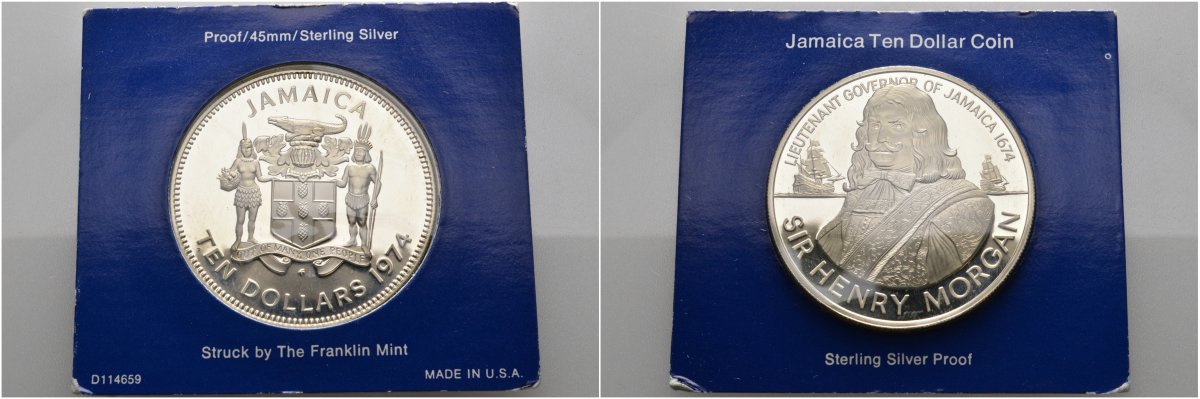 Proof/45mm/Sterling Silver
JAMAICA
OUT OF MANY, ONE PEOPLE
TEN DOLLARS 1974
Struck by The Franklin Mint
D114659
MADE IN U.S.A.
Jamaica Ten Dollar Coin
LIEUTENANT GOVERNOR OF JAMAICA 1674
SIR HENRY MORGAN
Sterling Silver Proof